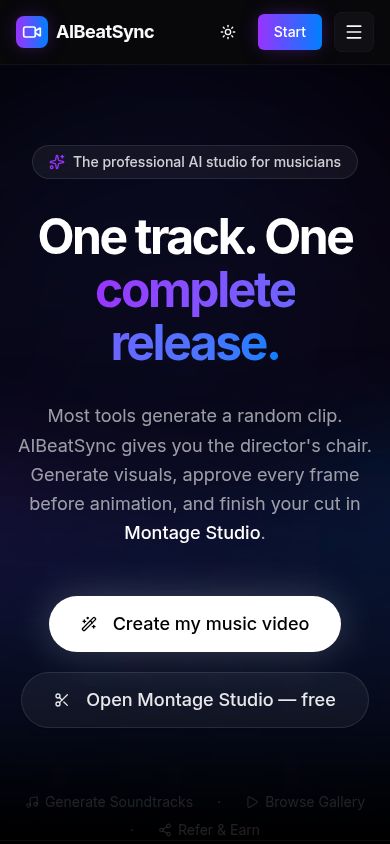 AIBeatSync
Start
The professional AI studio for musicians
One track. One
complete
release.
Most tools generate a random clip.
AIBeatSync gives you the director's chair.
Generate visuals, approve every frame
before animation, and finish your cut in
Montage Studio.
Create my music video
Open Montage Studio — free
Generate Soundtracks · Browse Gallery
· Refer & Earn